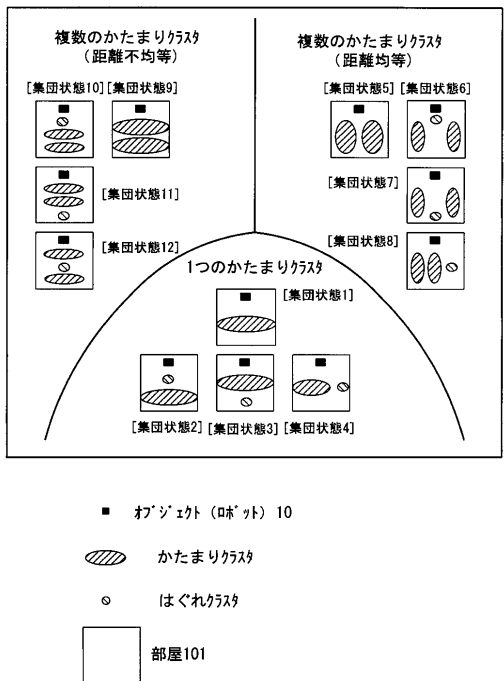 複数のかたまりクラスタ
(距離不均等)
複数のかたまりクラスタ
(距離均等)
[集団状態10] [集団状態9]
[集団状態5] [集団状態6]
[集団状態11]
[集団状態7]
[集団状態12]
[集団状態8]
1つのかたまりクラスタ
[集団状態1]
[集団状態2] [集団状態3] [集団状態4]
オブジェクト (ロボット) 10
かたまりクラスタ
はぐれクラスタ
部屋101